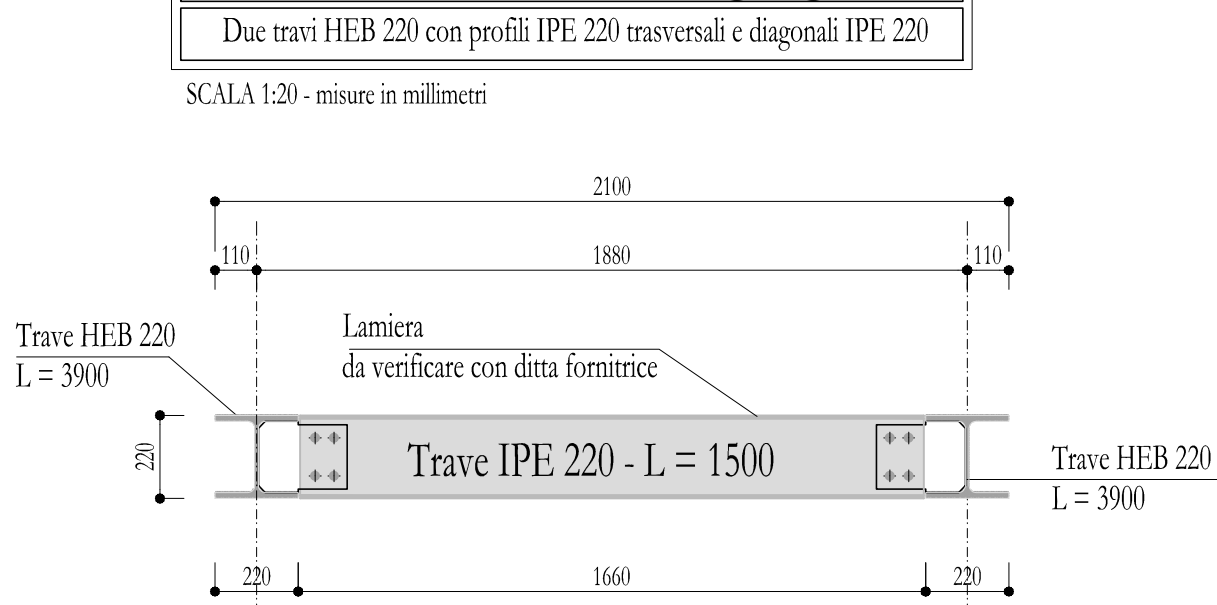 Due travi HEB 220 con profili IPE 220 trasversali e diagonali IPE 220
SCALA 1:20 - misure in millimetri
2100
110
1880
110
Trave HEB 220
L = 3900
Lamiera
da verificare con ditta fornitrice
220
Trave IPE 220 - L = 1500
Trave HEB 220
L = 3900
220
1660
220